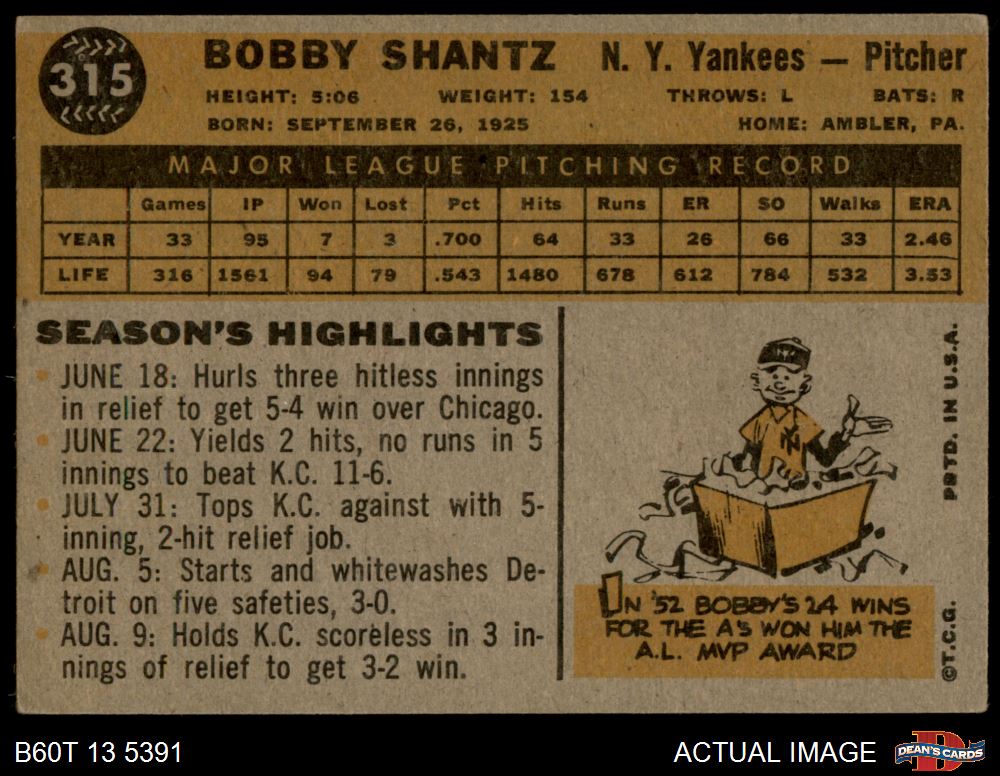 315
BOBBY SHANTZ N. Y. Yankees — Pitcher
HEIGHT: 5:06 WEIGHT: 154 THROWS: L BATS: R
BORN: SEPTEMBER 26, 1925 HOME: AMBLER, PA.
MAJOR LEAGUE PITCHING RECORD
Games IP Won Lost Pct Hits Runs ER SO Walks ERA
YEAR 33 95 7 3 .700 64 33 26 66 33 2.46
LIFE 316 1561 94 79 .543 1480 678 612 784 532 3.53
SEASON'S HIGHLIGHTS
• JUNE 18: Hurls three hitless innings
in relief to get 5-4 win over Chicago.
• JUNE 22: Yields 2 hits, no runs in 5
innings to beat K.C. 11-6.
• JULY 31: Tops K.C. against with 5-
inning, 2-hit relief job.
• AUG. 5: Starts and whitewashes De-
troit on five safeties, 3-0.
• AUG. 9: Holds K.C. scoreless in 3 in-
nings of relief to get 3-2 win.
NY
NY
IN '52 BOBBY'S 24 WINS
FOR THE A'S WON HIM THE
A.L. MVP AWARD
©T.C.G. PRTD. IN U.S.A.
B60T 13 5391 ACTUAL IMAGE DEAN'S CARDS